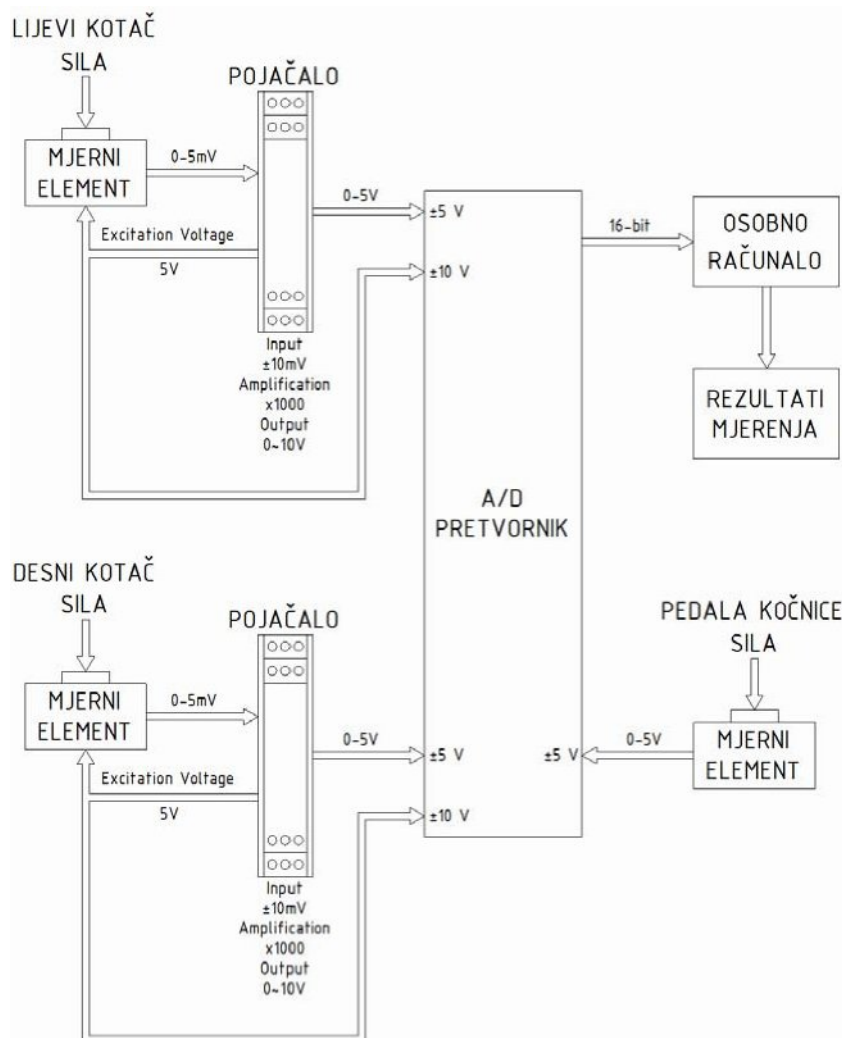 LIJEVI KOTAČ
SILA
POJAČALO
MJERNI
ELEMENT
0-5mV
0-5V
±5 V
Excitation Voltage
5V
±10 V
Input
±10mV
Amplification
x1000
Output
0~10V
16-bit
OSOBNO
RAČUNALO
REZULTATI
MJERENJA
A/D
PRETVORNIK
DESNI KOTAČ
SILA
POJAČALO
MJERNI
ELEMENT
0-5mV
0-5V
±5 V
Excitation Voltage
5V
±10 V
Input
±10mV
Amplification
x1000
Output
0~10V
PEDALA KOČNICE
SILA
0-5V
±5 V
MJERNI
ELEMENT